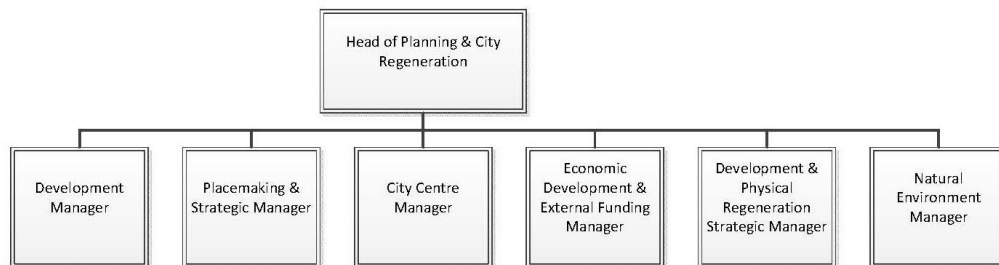 Head of Planning & City
Regeneration
Development
Manager
Placemaking &
Strategic Manager
City Centre
Manager
Economic
Development &
External Funding
Manager
Development &
Physical
Regeneration
Strategic Manager
Natural
Environment
Manager